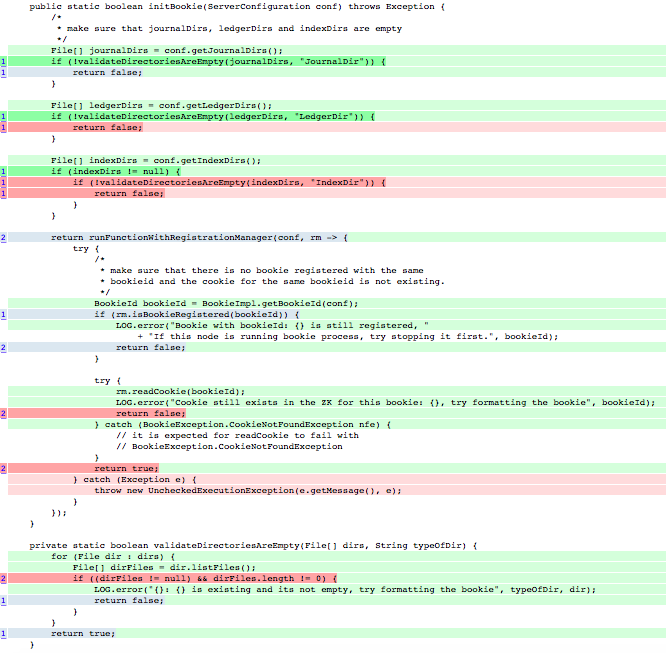 public static boolean initBookie(ServerConfiguration conf) throws Exception {
/*
* make sure that journalDirs, ledgerDirs and indexDirs are empty
*/
File[] journalDirs = conf.getJournalDirs();
1 if (!validateDirectoriesAreEmpty(journalDirs, "JournalDir")) {
1 return false;
}
File[] ledgerDirs = conf.getLedgerDirs();
1 if (!validateDirectoriesAreEmpty(ledgerDirs, "LedgerDir")) {
1 return false;
}
File[] indexDirs = conf.getIndexDirs();
1 if (indexDirs != null) {
1 if (!validateDirectoriesAreEmpty(indexDirs, "IndexDir")) {
1 return false;
}
}
2 return runFunctionWithRegistrationManager(conf, rm -> {
try {
/*
* make sure that there is no bookie registered with the same
* bookieid and the cookie for the same bookieid is not existing.
*/
BookieId bookieId = BookieImpl.getBookieId(conf);
1 if (rm.isBookieRegistered(bookieId)) {
LOG.error("Bookie with bookieId: {} is still registered, "
+ "If this node is running bookie process, try stopping it first.", bookieId);
2 return false;
}
try {
rm.readCookie(bookieId);
LOG.error("Cookie still exists in the ZK for this bookie: {}, try formatting the bookie", bookieId);
2 return false;
} catch (BookieException.CookieNotFoundException nfe) {
// it is expected for readCookie to fail with
// BookieException.CookieNotFoundException
}
2 return true;
} catch (Exception e) {
throw new UncheckedExecutionException(e.getMessage(), e);
}
});
}
private static boolean validateDirectoriesAreEmpty(File[] dirs, String typeOfDir) {
for (File dir : dirs) {
File[] dirFiles = dir.listFiles();
2 if ((dirFiles != null) && dirFiles.length != 0) {
LOG.error("{}: {} is existing and its not empty, try formatting the bookie", typeOfDir, dir);
1 return false;
}
}
1 return true;
}